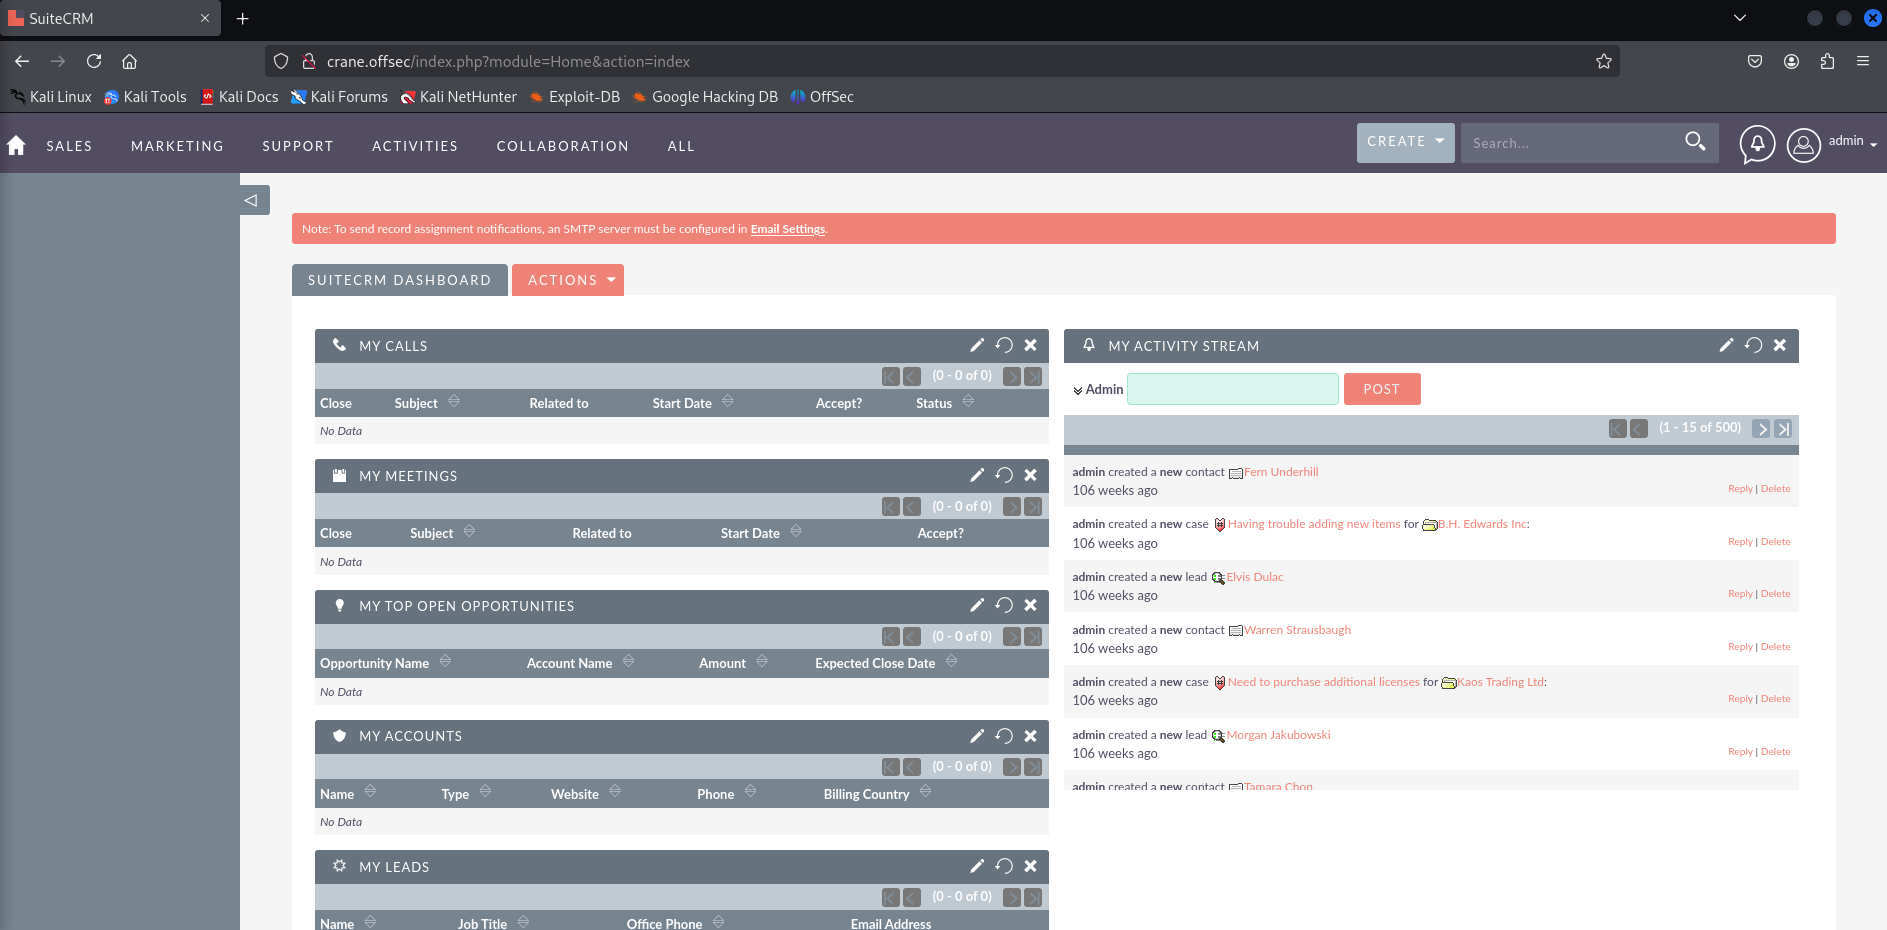 SuiteCRM
crane.offsec/index.php?module=Home&action=index
Kali Linux Kali Tools Kali Docs Kali Forums Kali NetHunter Exploit-DB Google Hacking DB OffSec
SALES MARKETING SUPPORT ACTIVITIES COLLABORATION ALL CREATE Search... admin
Note: To send record assignment notifications, an SMTP server must be configured in Email Settings.
SUITECRM DASHBOARD ACTIONS
MY CALLS
(0 - 0 of 0)
Close Subject Related to Start Date Accept? Status
No Data
MY MEETINGS
(0 - 0 of 0)
Close Subject Related to Start Date Accept?
No Data
MY TOP OPEN OPPORTUNITIES
(0 - 0 of 0)
Opportunity Name Account Name Amount Expected Close Date
No Data
MY ACCOUNTS
(0 - 0 of 0)
Name Type Website Phone Billing Country
No Data
MY LEADS
(0 - 0 of 0)
Name Job Title Office Phone Email Address
MY ACTIVITY STREAM
Admin POST
(1 - 15 of 500)
admin created a new contact Fern Underhill
106 weeks ago Reply | Delete
admin created a new case Having trouble adding new items for B.H. Edwards Inc:
106 weeks ago Reply | Delete
admin created a new lead Elvis Dulac
106 weeks ago Reply | Delete
admin created a new contact Warren Strausbaugh
106 weeks ago Reply | Delete
admin created a new case Need to purchase additional licenses for Kaos Trading Ltd:
106 weeks ago Reply | Delete
admin created a new lead Morgan Jakubowski
106 weeks ago Reply | Delete
admin created a new contact Tamara Chop